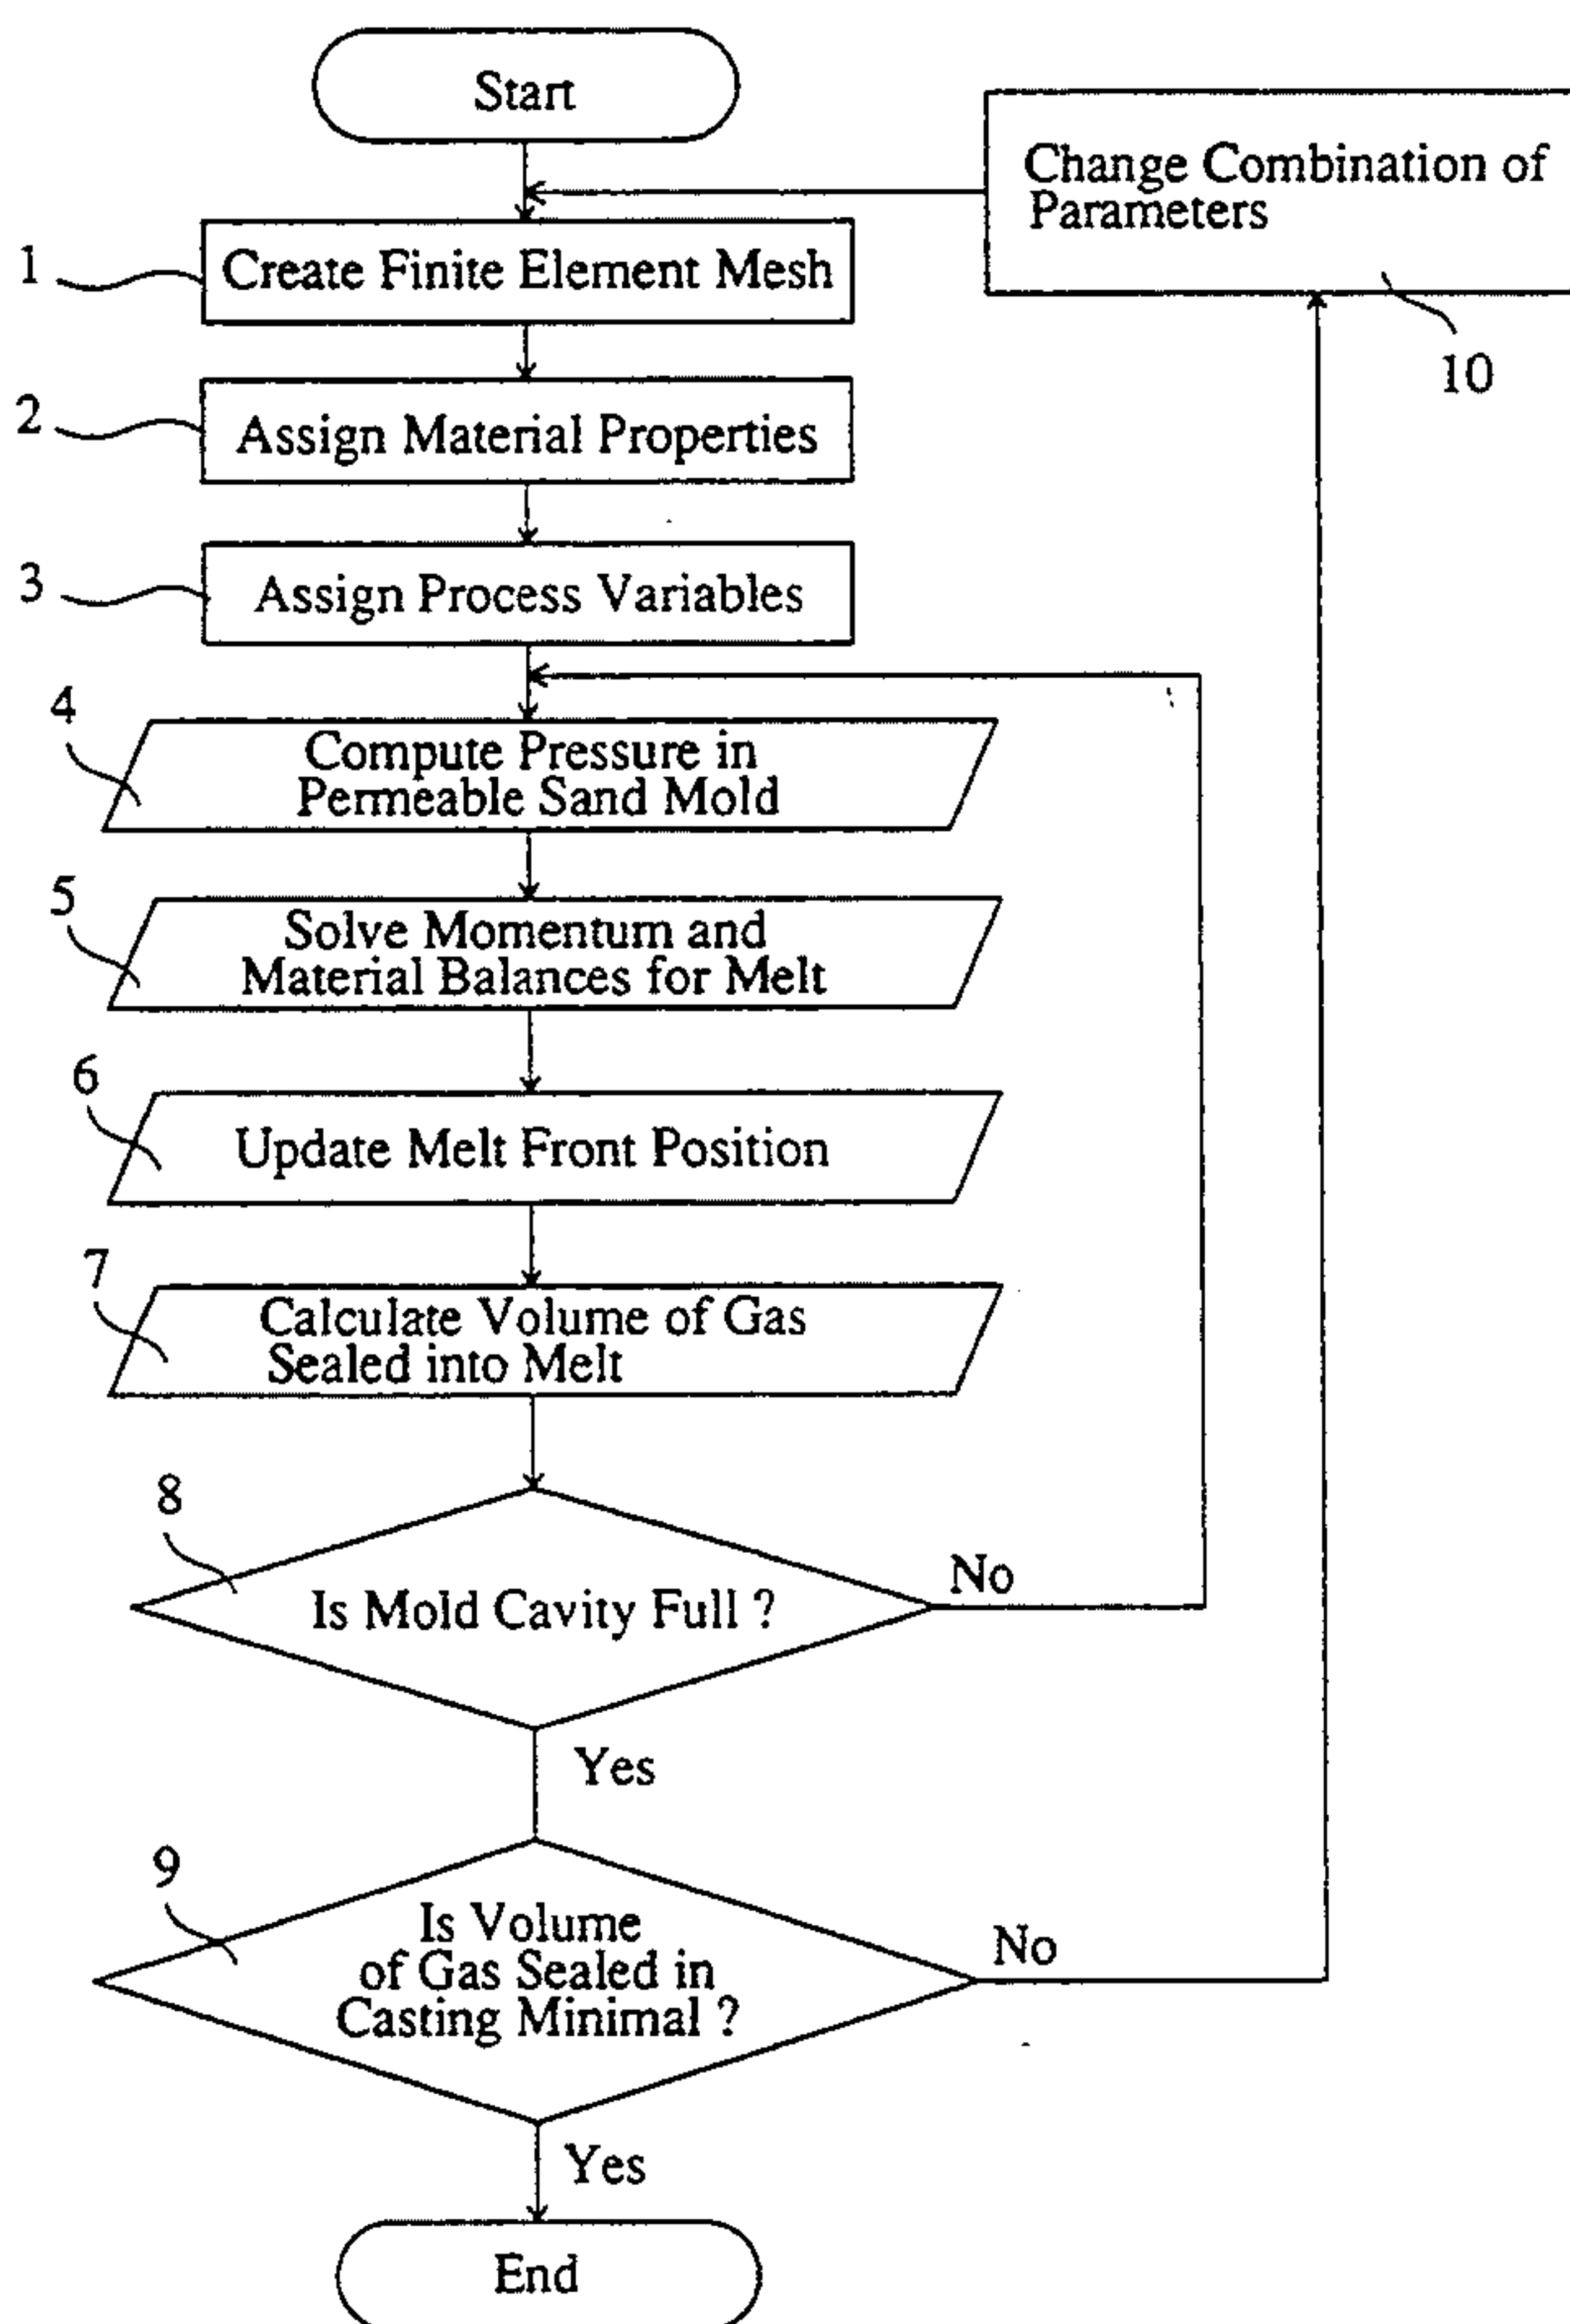 Start
Change Combination of
Parameters
10
1
Create Finite Element Mesh
2
Assign Material Properties
3
Assign Process Variables
4
Compute Pressure in
Permeable Sand Mold
5
Solve Momentum and
Material Balances for Melt
6
Update Melt Front Position
7
Calculate Volume of Gas
Sealed into Melt
8
Is Mold Cavity Full ?
No
Yes
9
Is Volume
of Gas Sealed in
Casting Minimal ?
No
Yes
End